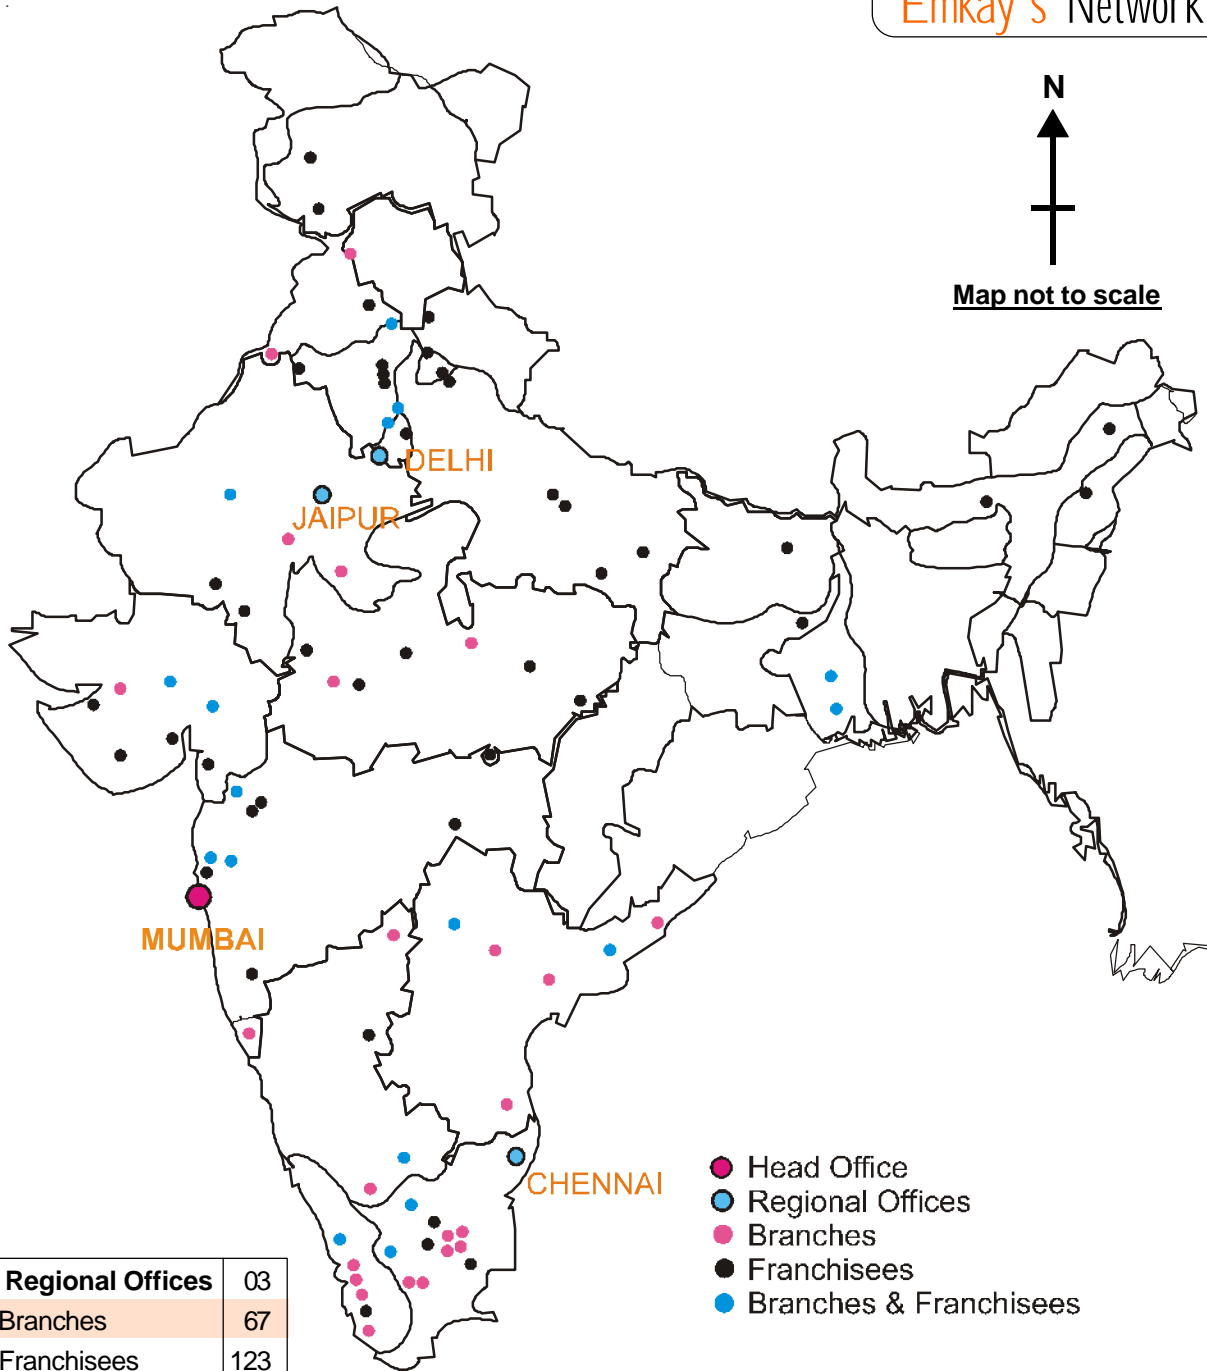 Emkay's Network
N
Map not to scale
DELHI
JAIPUR
MUMBAI
CHENNAI
Head Office
Regional Offices
Branches
Franchisees
Branches & Franchisees
Regional Offices 03
Branches 67
Franchisees 123